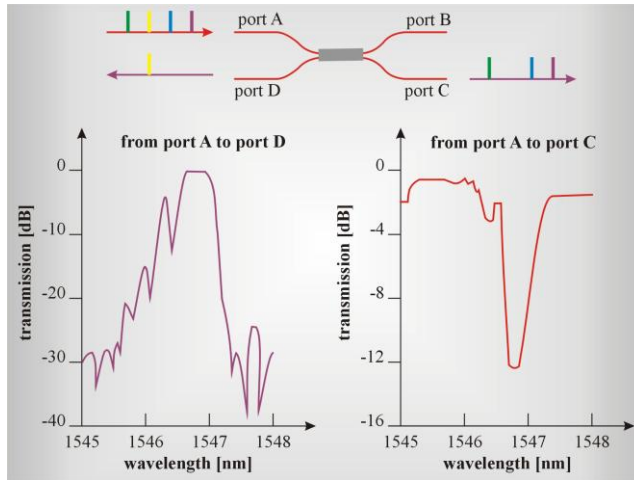 port A
port B
port D
port C
from port A to port D
transmission [dB]
0
-10
-20
-30
-40
1545
1546
1547
1548
wavelength [nm]
from port A to port C
transmission [dB]
0
-4
-8
-12
-16
1545
1546
1547
1548
wavelength [nm]